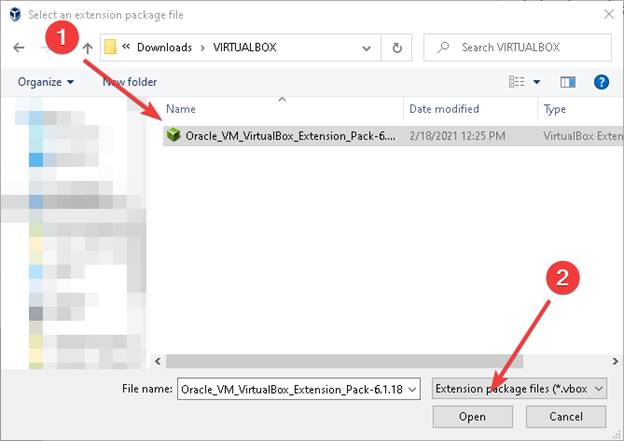 Select an extension package file
1
« Downloads > VIRTUALBOX
Search VIRTUALBOX
Organize
New folder
?
Name
Date modified
Type
Oracle_VM_VirtualBox_Extension_Pack-6....
2/18/2021 12:25 PM
VirtualBox Exten
2
File name:
Oracle_VM_VirtualBox_Extension_Pack-6.1.18
Extension package files (*.vbox
Open
Cancel